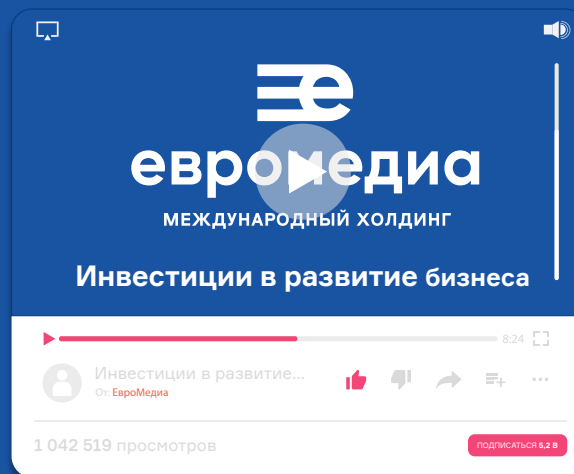 евромедиа
МЕЖДУНАРОДНЫЙ ХОЛДИНГ
Инвестиции в развитие бизнеса
8:24
Инвестиции в развитие...
От: ЕвроМедиа
1 042 519 просмотров
ПОДПИСАТЬСЯ 5,2 В